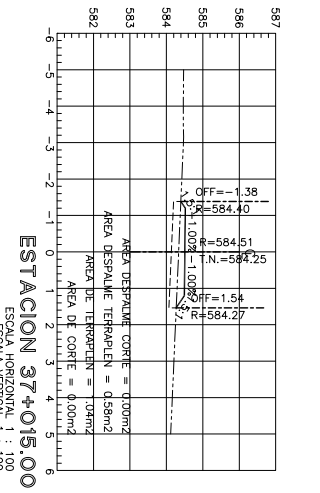 587
586
585
584
583
582
-6
-5
-4
-3
-2
-1
0
1
2
3
4
5
6
OFF=-1.38
R=584.40
R=584.51
T.N.=584.25
-1.00%
-1.00%
OFF=1.54
R=584.27
AREA DESPALME CORTE = 0.00m2
AREA DESPALME TERRAPLEN = 0.58m2
AREA DE TERRAPLEN = 1.04m2
AREA DE CORTE = 0.00m2
ESTACION 37+015.00
ESCALA HORIZONTAL 1 : 100